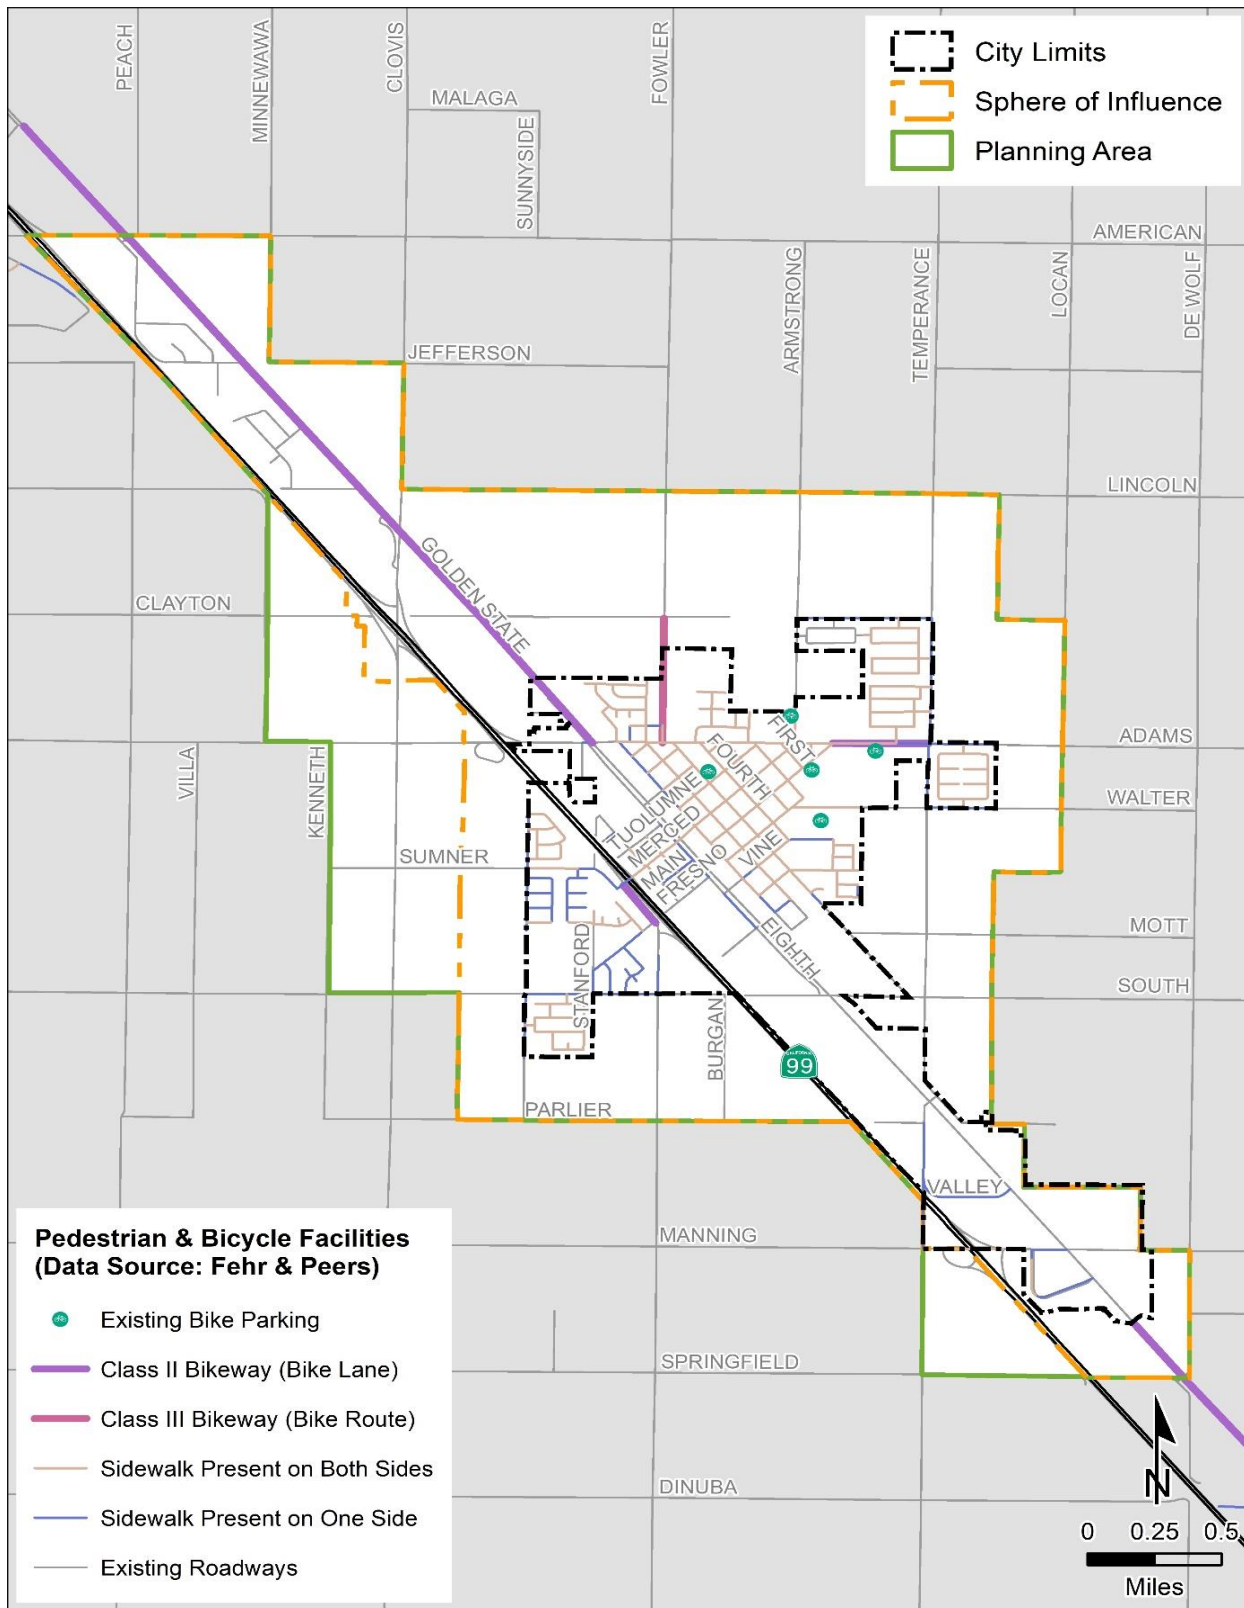 PEACH
MINNEWAWA
CLOVIS
FOWLER
MALAGA
SUNNYSIDE
City Limits
Sphere of Influence
Planning Area
AMERICAN
ARMSTRONG
TEMPERANCE
LOCAN
DE WOLF
JEFFERSON
LINCOLN
GOLDEN STATE
CLAYTON
FIRST
FOURTH
ADAMS
VILLA
KENNETH
TUOLUMNE
MERCED
MAIN
FRESNO
VINE
WALTER
SUMNER
EIGHTH
MOTT
STANFORD
SOUTH
BURGAN
CALIFORNIA
99
PARLIER
VALLEY
MANNING
SPRINGFIELD
DINUBA
Pedestrian & Bicycle Facilities
(Data Source: Fehr & Peers)
Existing Bike Parking
Class II Bikeway (Bike Lane)
Class III Bikeway (Bike Route)
Sidewalk Present on Both Sides
Sidewalk Present on One Side
Existing Roadways
N
0 0.25 0.5
Miles